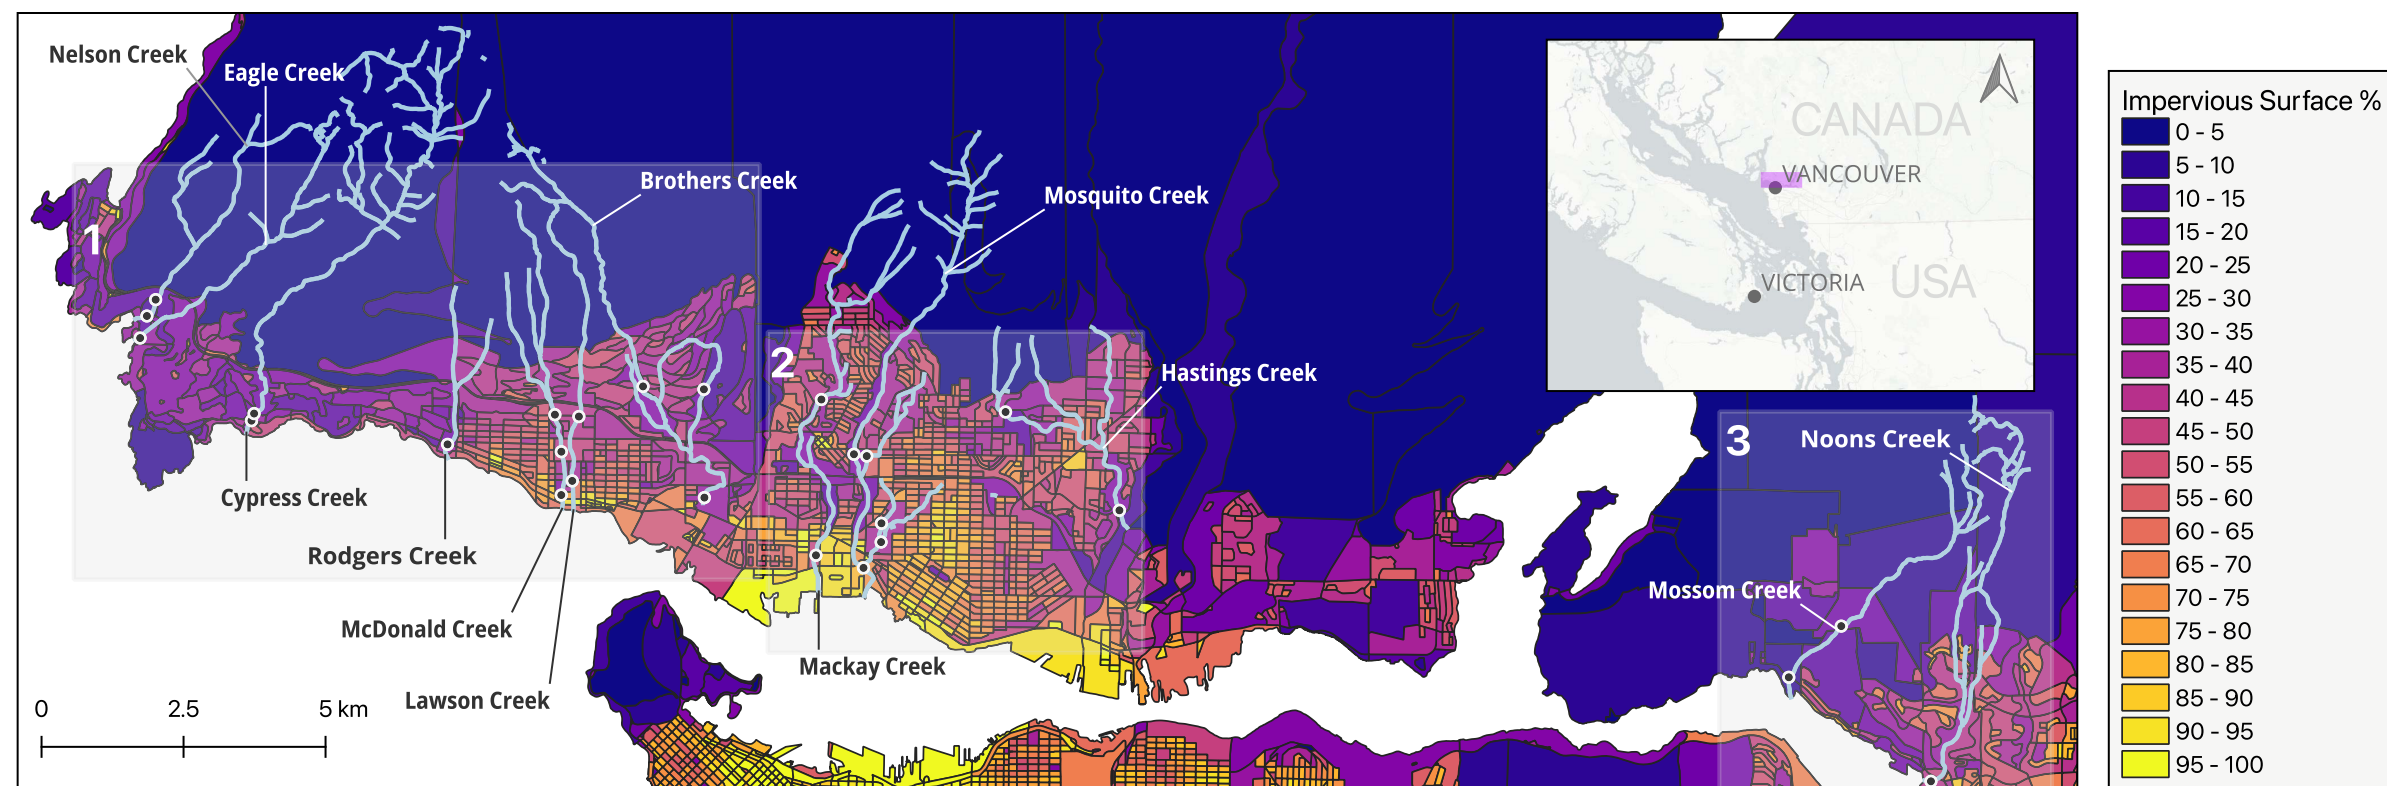 Nelson Creek
Eagle Creek
Brothers Creek
Mosquito Creek
CANADA
VANCOUVER
VICTORIA
USA
1
2
Hastings Creek
3
Noons Creek
Cypress Creek
Rodgers Creek
Mossom Creek
McDonald Creek
Mackay Creek
Lawson Creek
0 2.5 5 km
Impervious Surface %
0 - 5
5 - 10
10 - 15
15 - 20
20 - 25
25 - 30
30 - 35
35 - 40
40 - 45
45 - 50
50 - 55
55 - 60
60 - 65
65 - 70
70 - 75
75 - 80
80 - 85
85 - 90
90 - 95
95 - 100